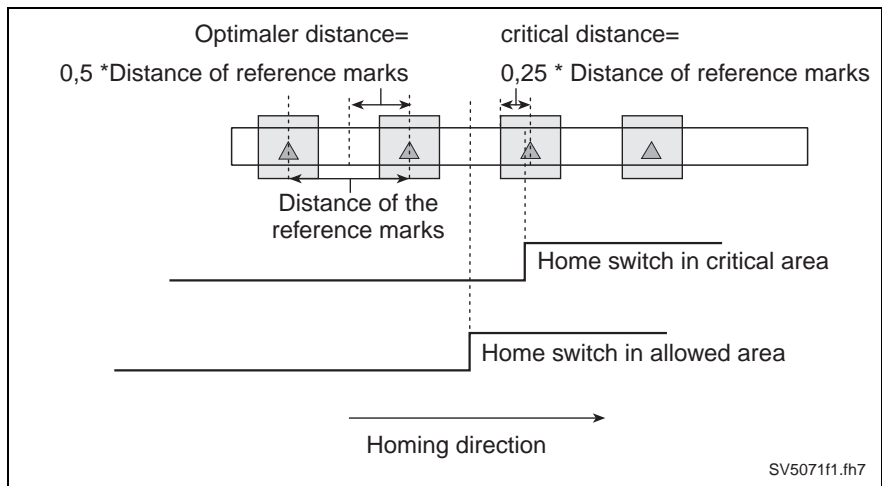 Optimaler distance=
0,5 *Distance of reference marks
critical distance=
0,25 * Distance of reference marks
Distance of the
reference marks
Home switch in critical area
Home switch in allowed area
Homing direction
SV5071f1.fh7